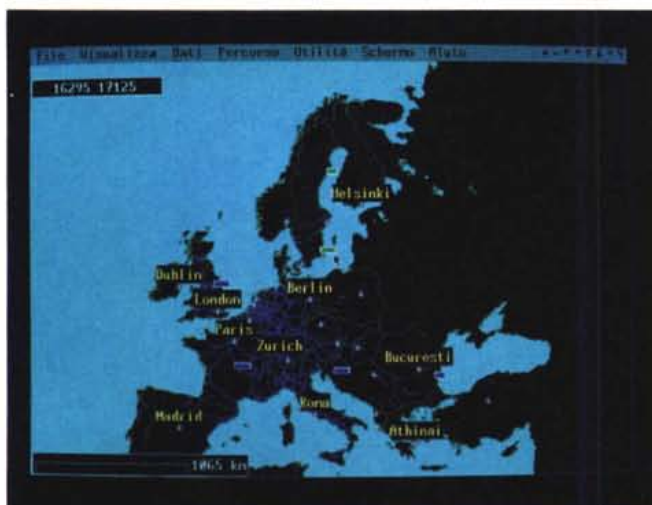 File Visualizza Dati Percorso Utilità Schermo Aiuto
16295 17125
Helsinki
Dublin
Berlin
London
Paris
Zurich
Bucuresti
Roma
Madrid
Athinai
1065 km